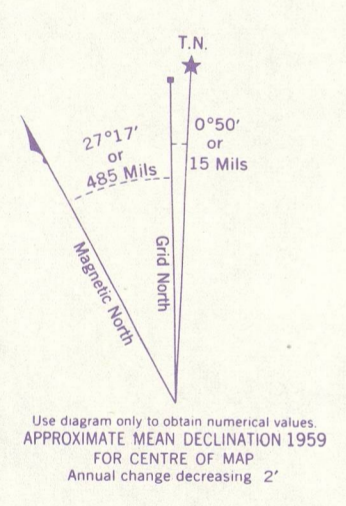 T.N.
27°17′
or
485 Mils
0°50′
or
15 Mils
Grid North
Magnetic North
Use diagram only to obtain numerical values.
APPROXIMATE MEAN DECLINATION 1959
FOR CENTRE OF MAP
Annual change decreasing 2′